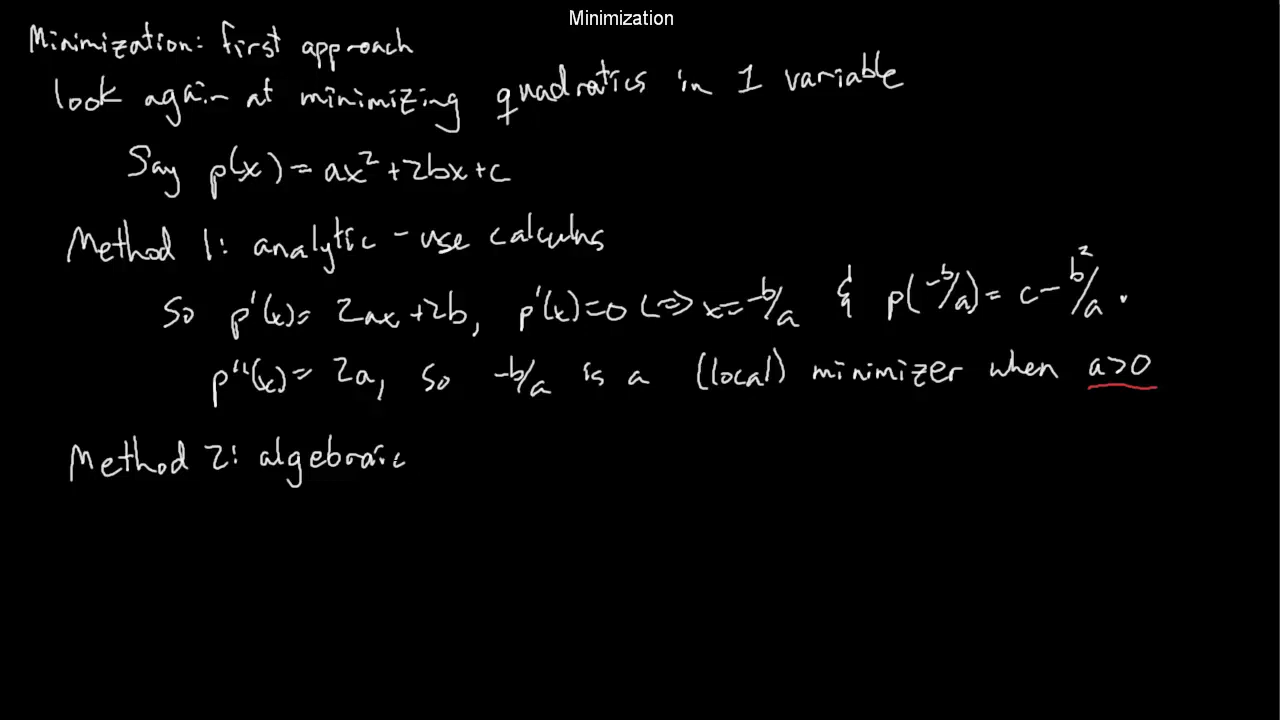 Minimization
Minimization: first approach
look again at minimizing quadratics in 1 variable
Say p(x) = ax² + 2bx + c
Method 1: analytic - use calculus
So p'(x) = 2ax + 2b, p'(x) = 0 <=> x = -b/a & p(-b/a) = c - b²/a.
p''(x) = 2a, so -b/a is a (local) minimizer when a>0
Method 2: algebraic